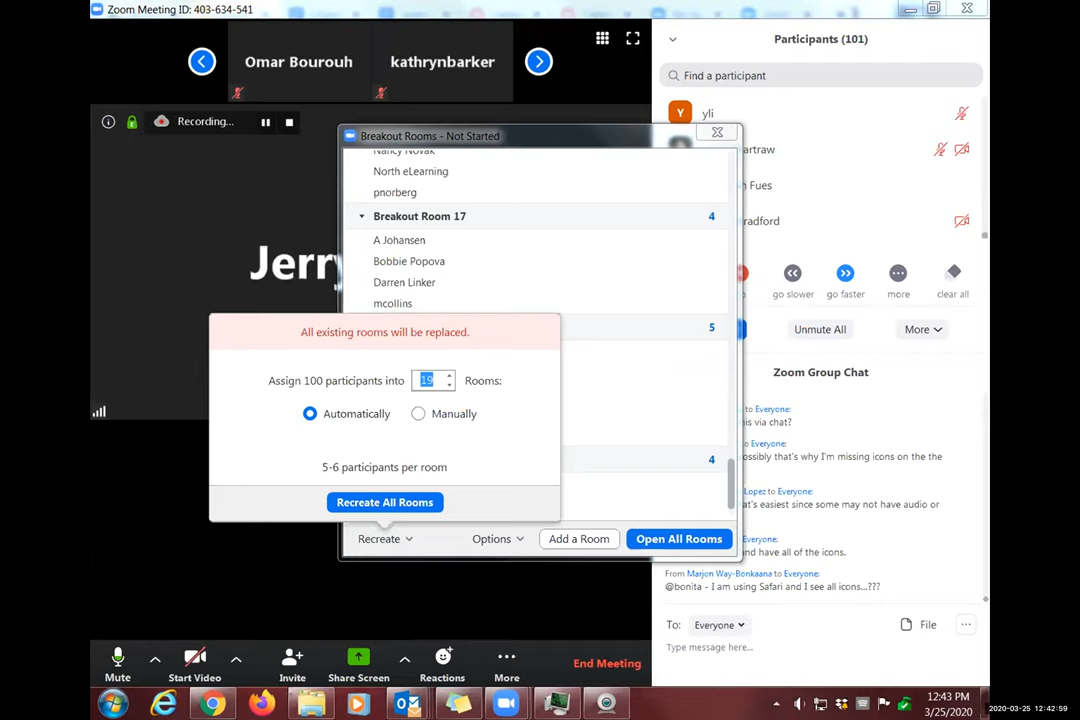 Zoom Meeting ID: 403-634-541
Omar Bourouh
kathrynbarker
Participants (101)
Find a participant
Recording...
Y
yli
Breakout Rooms - Not Started
artraw
Nancy Novak
North eLearning
pnorberg
Fues
Breakout Room 17 4
radford
A Johansen
Bobbie Popova
Darren Linker
mcollins
Jerry
go slower
go faster
more
clear all
5
Unmute All
More
All existing rooms will be replaced.
Assign 100 participants into 19 Rooms:
Automatically
Manually
5-6 participants per room
Recreate All Rooms
Zoom Group Chat
to Everyone:
is via chat?
to Everyone:
ossibly that's why I'm missing icons on the the
4
Lopez to Everyone:
at's easiest since some may not have audio or
Everyone:
nd have all of the icons.
From Marjon Way-Bonkaana to Everyone:
@bonita - I am using Safari and I see all icons...???
Recreate
Options
Add a Room
Open All Rooms
To: Everyone
File
Type message here...
Mute
Start Video
Invite
Share Screen
Reactions
More
End Meeting
12:43 PM
3/25/2020
2020-03-25 12:42:59